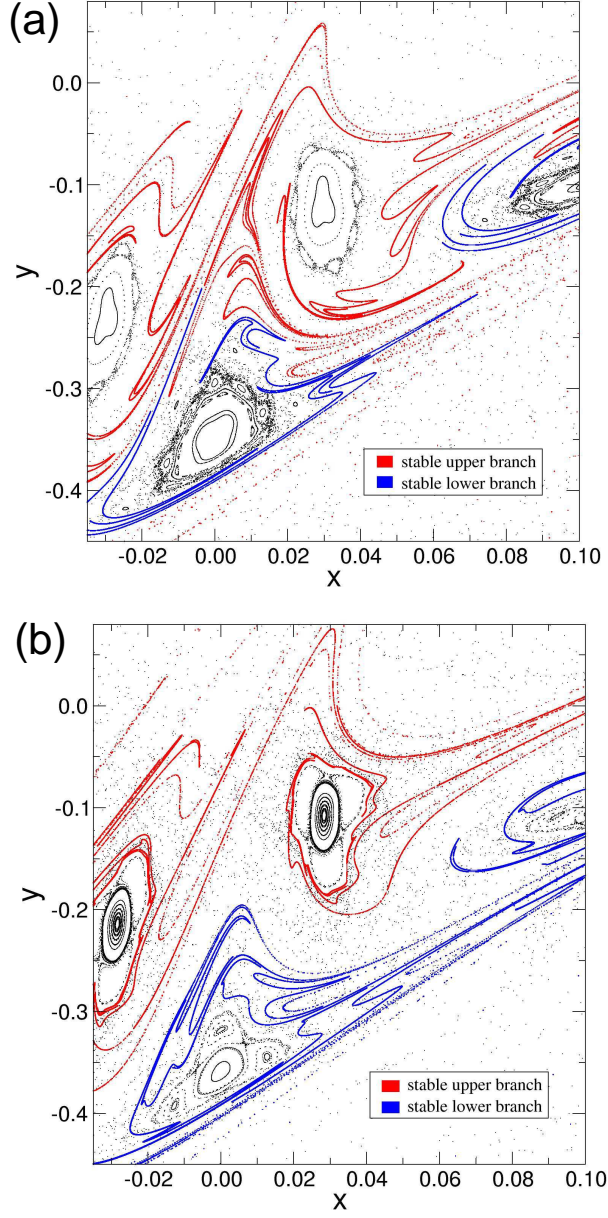 (a)
0.0
-0.1
-0.2
-0.3
-0.4
y
-0.02 0.00 0.02 0.04 0.06 0.08 0.10
x
stable upper branch
stable lower branch
(b)
0.0
-0.1
-0.2
-0.3
-0.4
y
-0.02 0.00 0.02 0.04 0.06 0.08 0.10
x
stable upper branch
stable lower branch